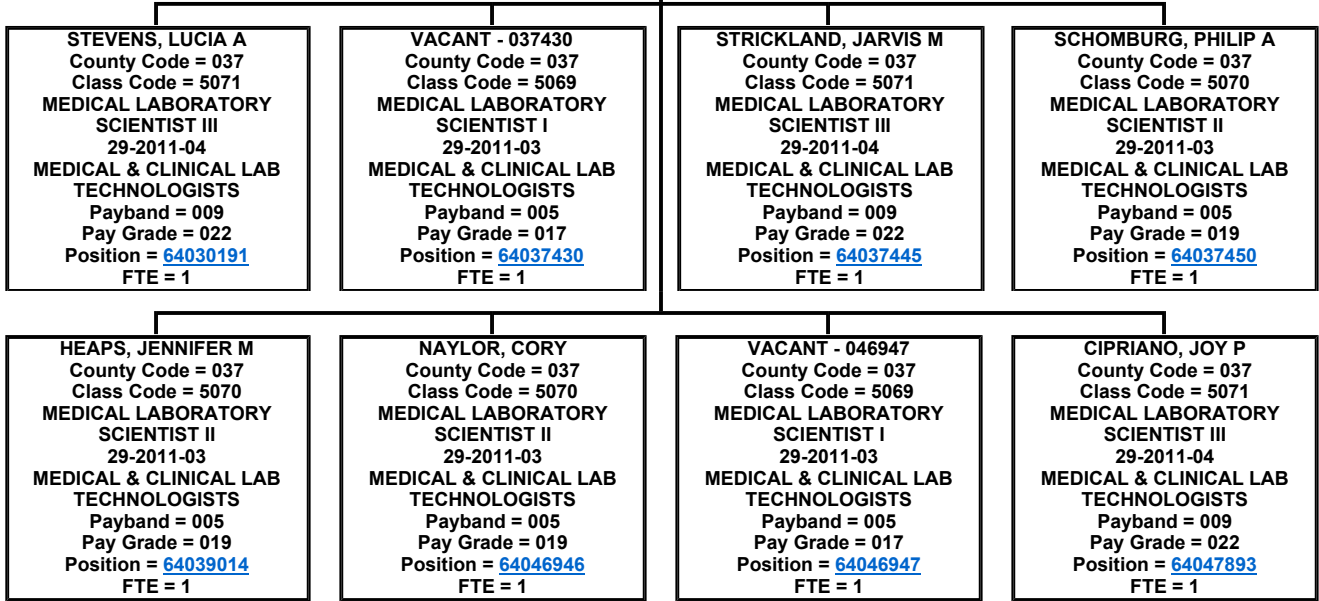 STEVENS, LUCIA A
County Code = 037
Class Code = 5071
MEDICAL LABORATORY
SCIENTIST III
29-2011-04
MEDICAL & CLINICAL LAB
TECHNOLOGISTS
Payband = 009
Pay Grade = 022
Position = 64030191
FTE = 1
VACANT - 037430
County Code = 037
Class Code = 5069
MEDICAL LABORATORY
SCIENTIST I
29-2011-03
MEDICAL & CLINICAL LAB
TECHNOLOGISTS
Payband = 005
Pay Grade = 017
Position = 64037430
FTE = 1
STRICKLAND, JARVIS M
County Code = 037
Class Code = 5071
MEDICAL LABORATORY
SCIENTIST III
29-2011-04
MEDICAL & CLINICAL LAB
TECHNOLOGISTS
Payband = 009
Pay Grade = 022
Position = 64037445
FTE = 1
SCHOMBURG, PHILIP A
County Code = 037
Class Code = 5070
MEDICAL LABORATORY
SCIENTIST II
29-2011-03
MEDICAL & CLINICAL LAB
TECHNOLOGISTS
Payband = 005
Pay Grade = 019
Position = 64037450
FTE = 1
HEAPS, JENNIFER M
County Code = 037
Class Code = 5070
MEDICAL LABORATORY
SCIENTIST II
29-2011-03
MEDICAL & CLINICAL LAB
TECHNOLOGISTS
Payband = 005
Pay Grade = 019
Position = 64039014
FTE = 1
NAYLOR, CORY
County Code = 037
Class Code = 5070
MEDICAL LABORATORY
SCIENTIST II
29-2011-03
MEDICAL & CLINICAL LAB
TECHNOLOGISTS
Payband = 005
Pay Grade = 019
Position = 64046946
FTE = 1
VACANT - 046947
County Code = 037
Class Code = 5069
MEDICAL LABORATORY
SCIENTIST I
29-2011-03
MEDICAL & CLINICAL LAB
TECHNOLOGISTS
Payband = 005
Pay Grade = 017
Position = 64046947
FTE = 1
CIPRIANO, JOY P
County Code = 037
Class Code = 5071
MEDICAL LABORATORY
SCIENTIST III
29-2011-04
MEDICAL & CLINICAL LAB
TECHNOLOGISTS
Payband = 009
Pay Grade = 022
Position = 64047893
FTE = 1